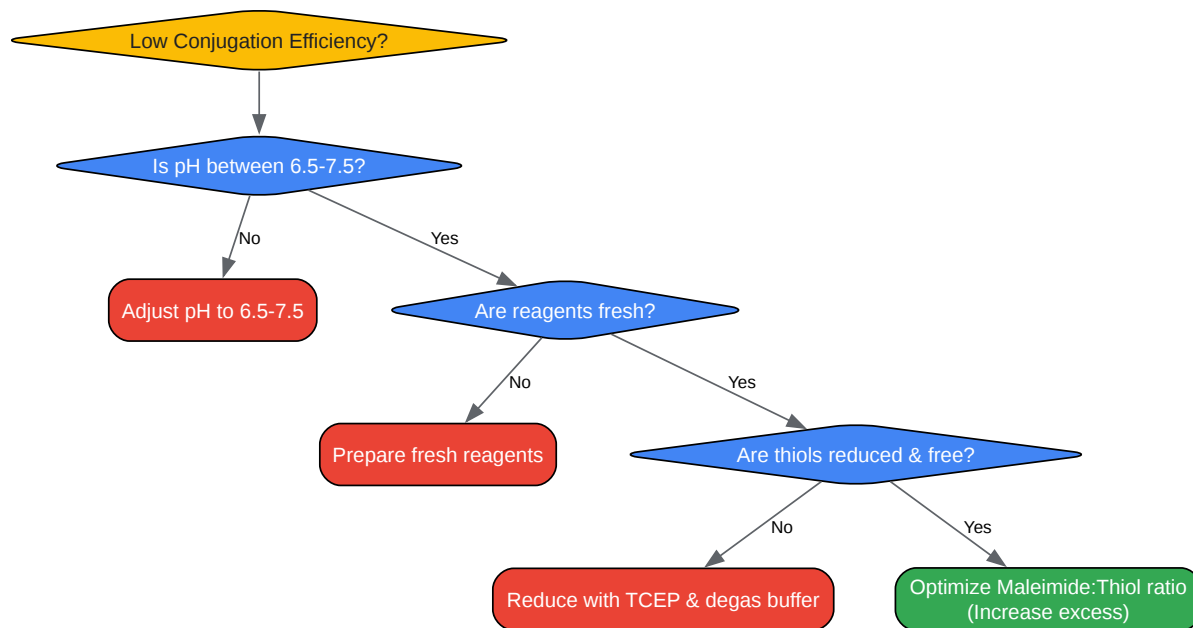 Low Conjugation Efficiency?
Is pH between 6.5-7.5?
No
Yes
Adjust pH to 6.5-7.5
Are reagents fresh?
No
Yes
Prepare fresh reagents
Are thiols reduced & free?
No
Yes
Reduce with TCEP & degas buffer
Optimize Maleimide:Thiol ratio
(Increase excess)